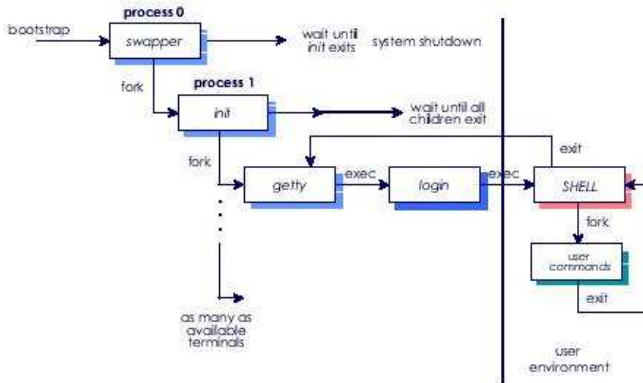 process 0
bootstrap
swapper
wait until
init exits
system shutdown
fork
process 1
init
wait until all
children exit
fork
exit
getty
exec
login
exec
SHELL
fork
user
commands
exit
as many as
available
terminals
user
environment